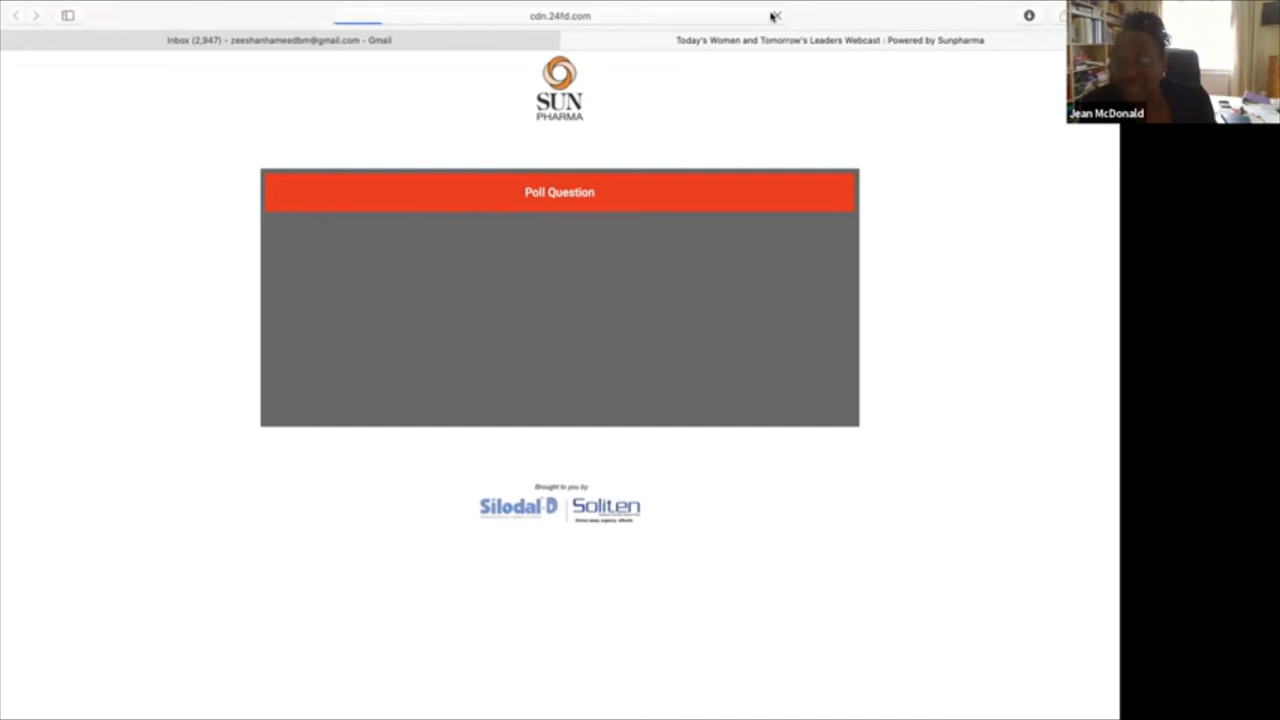 cdn.24fd.com
Inbox (2,947) - zeeshanhameedbm@gmail.com - Gmail
Today's Women and Tomorrow's Leaders Webcast : Powered by Sunpharma
Jean McDonald
SUN
PHARMA
Poll Question
Brought to you by
Silodal-D
Soliten